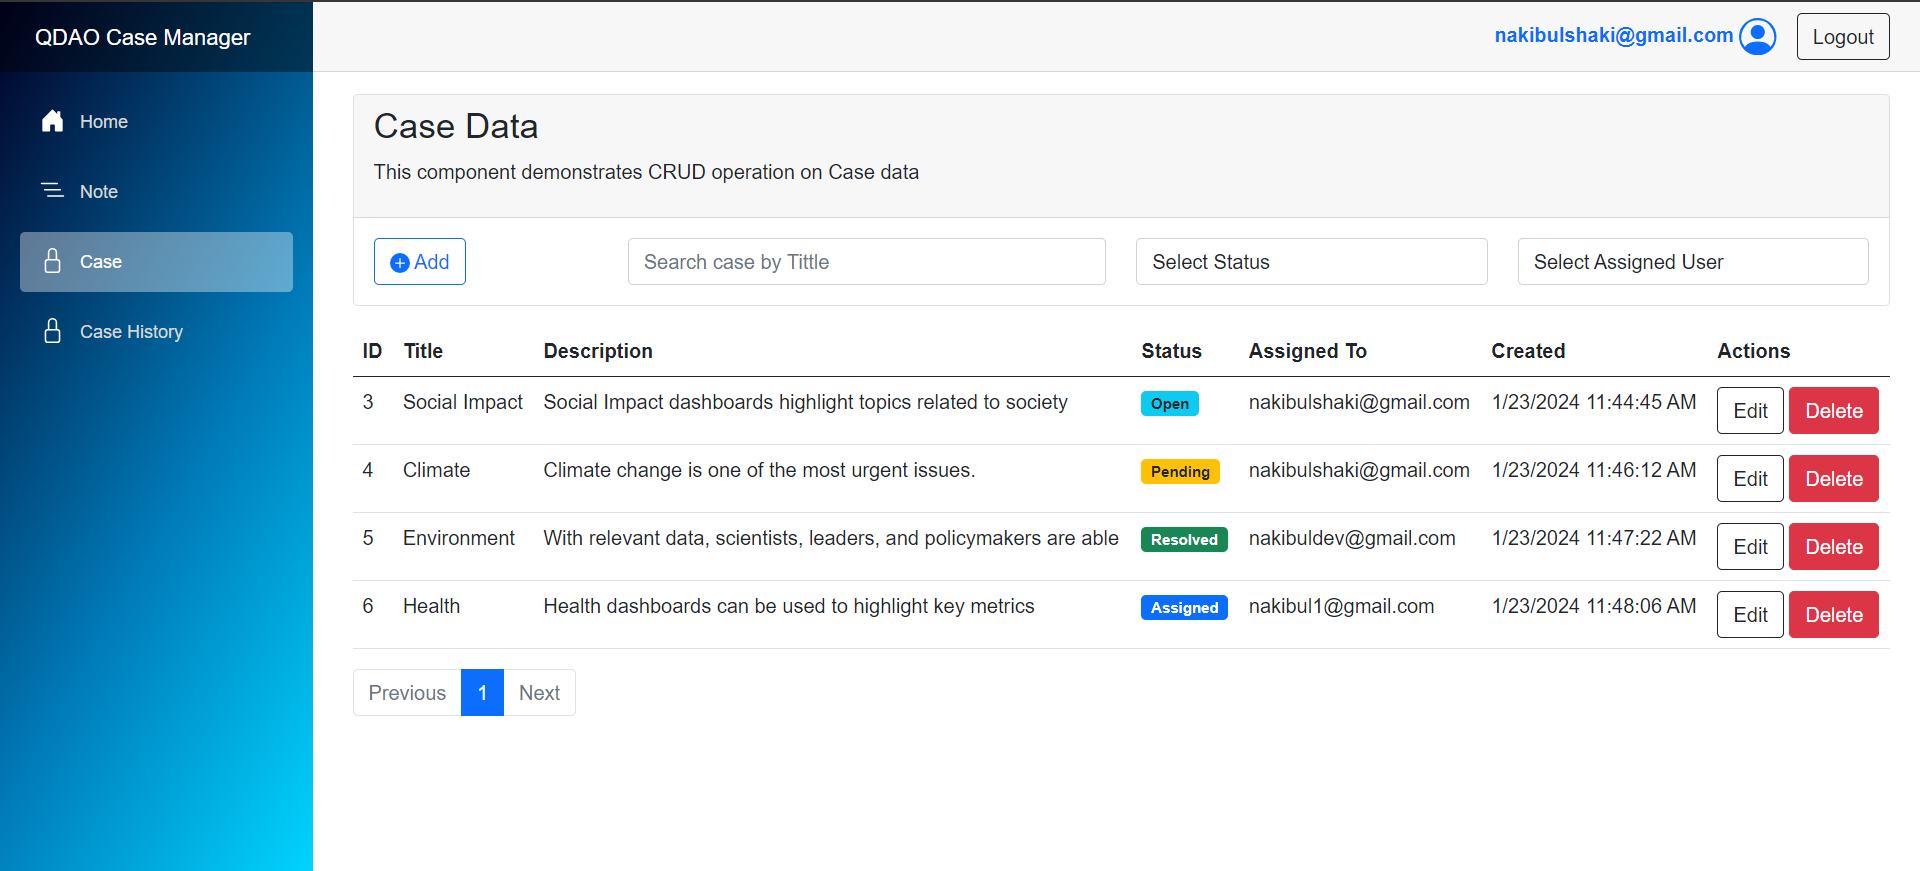 QDAO Case Manager
nakibulshaki@gmail.com Logout
Home
Note
Case
Case History
Case Data
This component demonstrates CRUD operation on Case data
Add Search case by Tittle Select Status Select Assigned User
ID Title Description Status Assigned To Created Actions
3 Social Impact Social Impact dashboards highlight topics related to society Open nakibulshaki@gmail.com 1/23/2024 11:44:45 AM Edit Delete
4 Climate Climate change is one of the most urgent issues. Pending nakibulshaki@gmail.com 1/23/2024 11:46:12 AM Edit Delete
5 Environment With relevant data, scientists, leaders, and policymakers are able Resolved nakibuldev@gmail.com 1/23/2024 11:47:22 AM Edit Delete
6 Health Health dashboards can be used to highlight key metrics Assigned nakibul1@gmail.com 1/23/2024 11:48:06 AM Edit Delete
Previous 1 Next